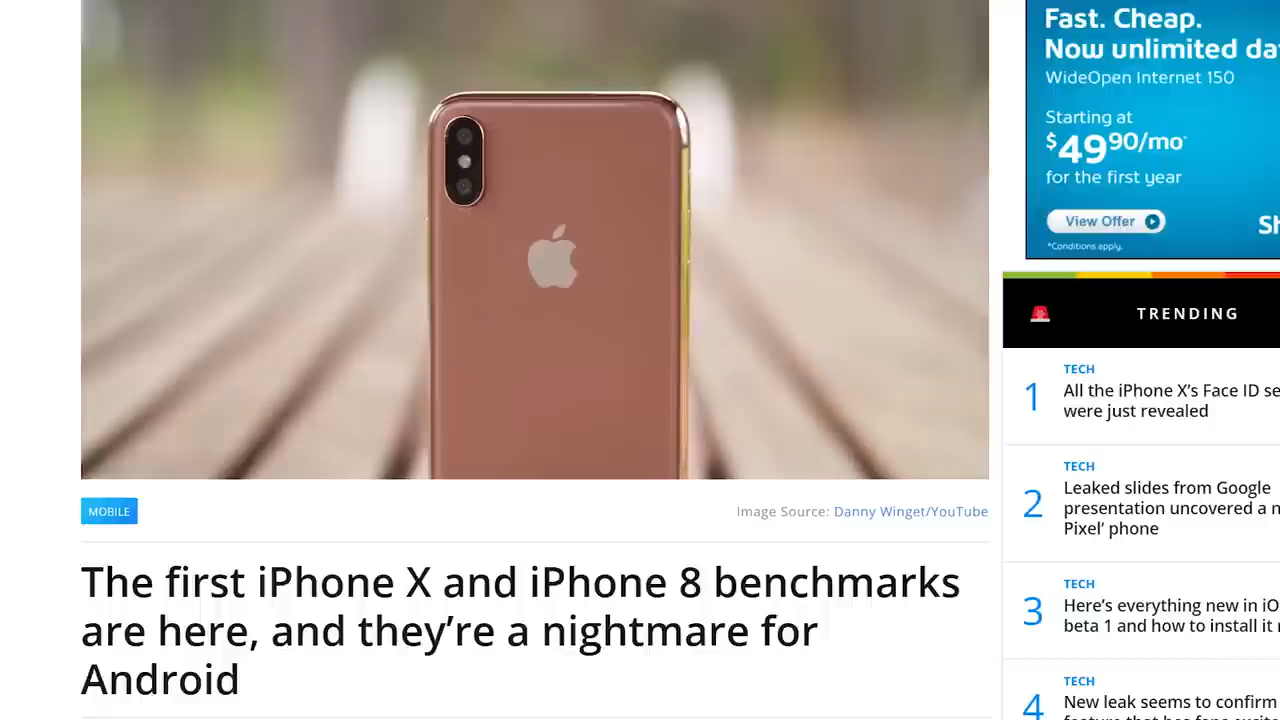 Fast. Cheap.
Now unlimited
WideOpen Internet 150
Starting at
$49 90/mo*
for the first year
View Offer
*Conditions apply.
TRENDING
1
TECH
All the iPhone X's Face ID
were just revealed
2
TECH
Leaked slides from Google
presentation uncovered a
Pixel' phone
3
TECH
Here's everything new in
beta 1 and how to install it
4
TECH
New leak seems to confirm
MOBILE
Image Source: Danny Winget/YouTube
The first iPhone X and iPhone 8 benchmarks
are here, and they're a nightmare for
Android